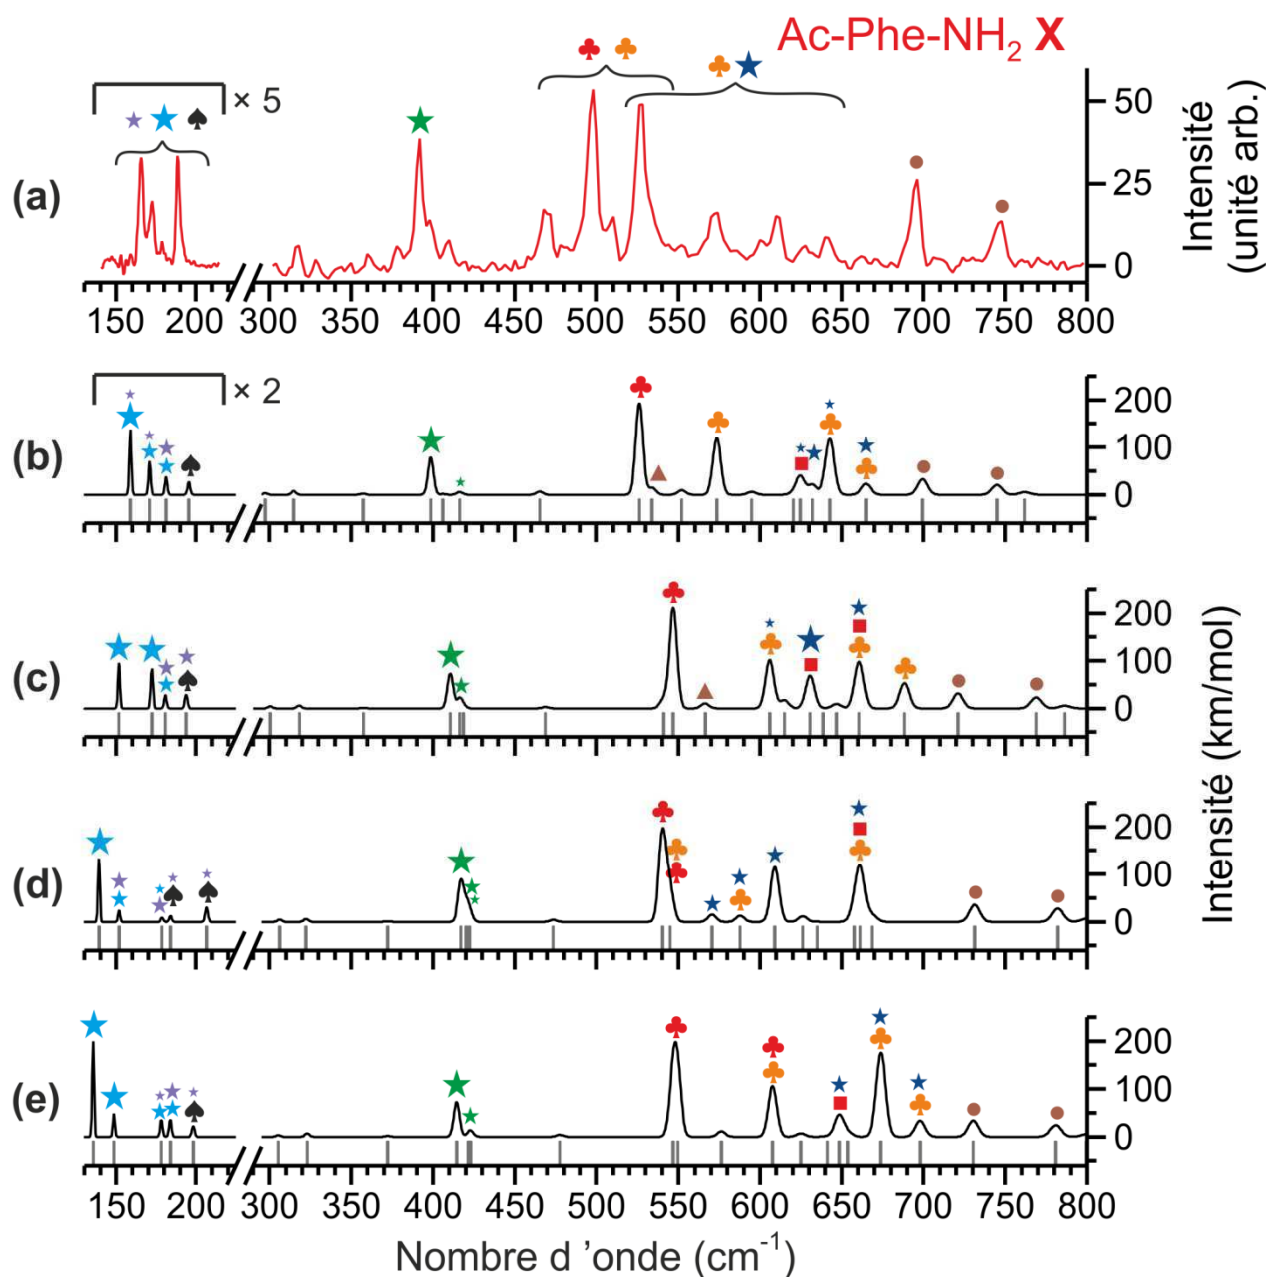 Ac-Phe-NH2 X
× 5
(a)
50
25
0
Intensité
(unité arb.)
150 200 300 350 400 450 500 550 600 650 700 750 800
× 2
(b)
200
100
0
(c)
200
100
0
(d)
200
100
0
(e)
200
100
0
Intensité (km/mol)
150 200 300 350 400 450 500 550 600 650 700 750 800
Nombre d ’onde (cm-1)